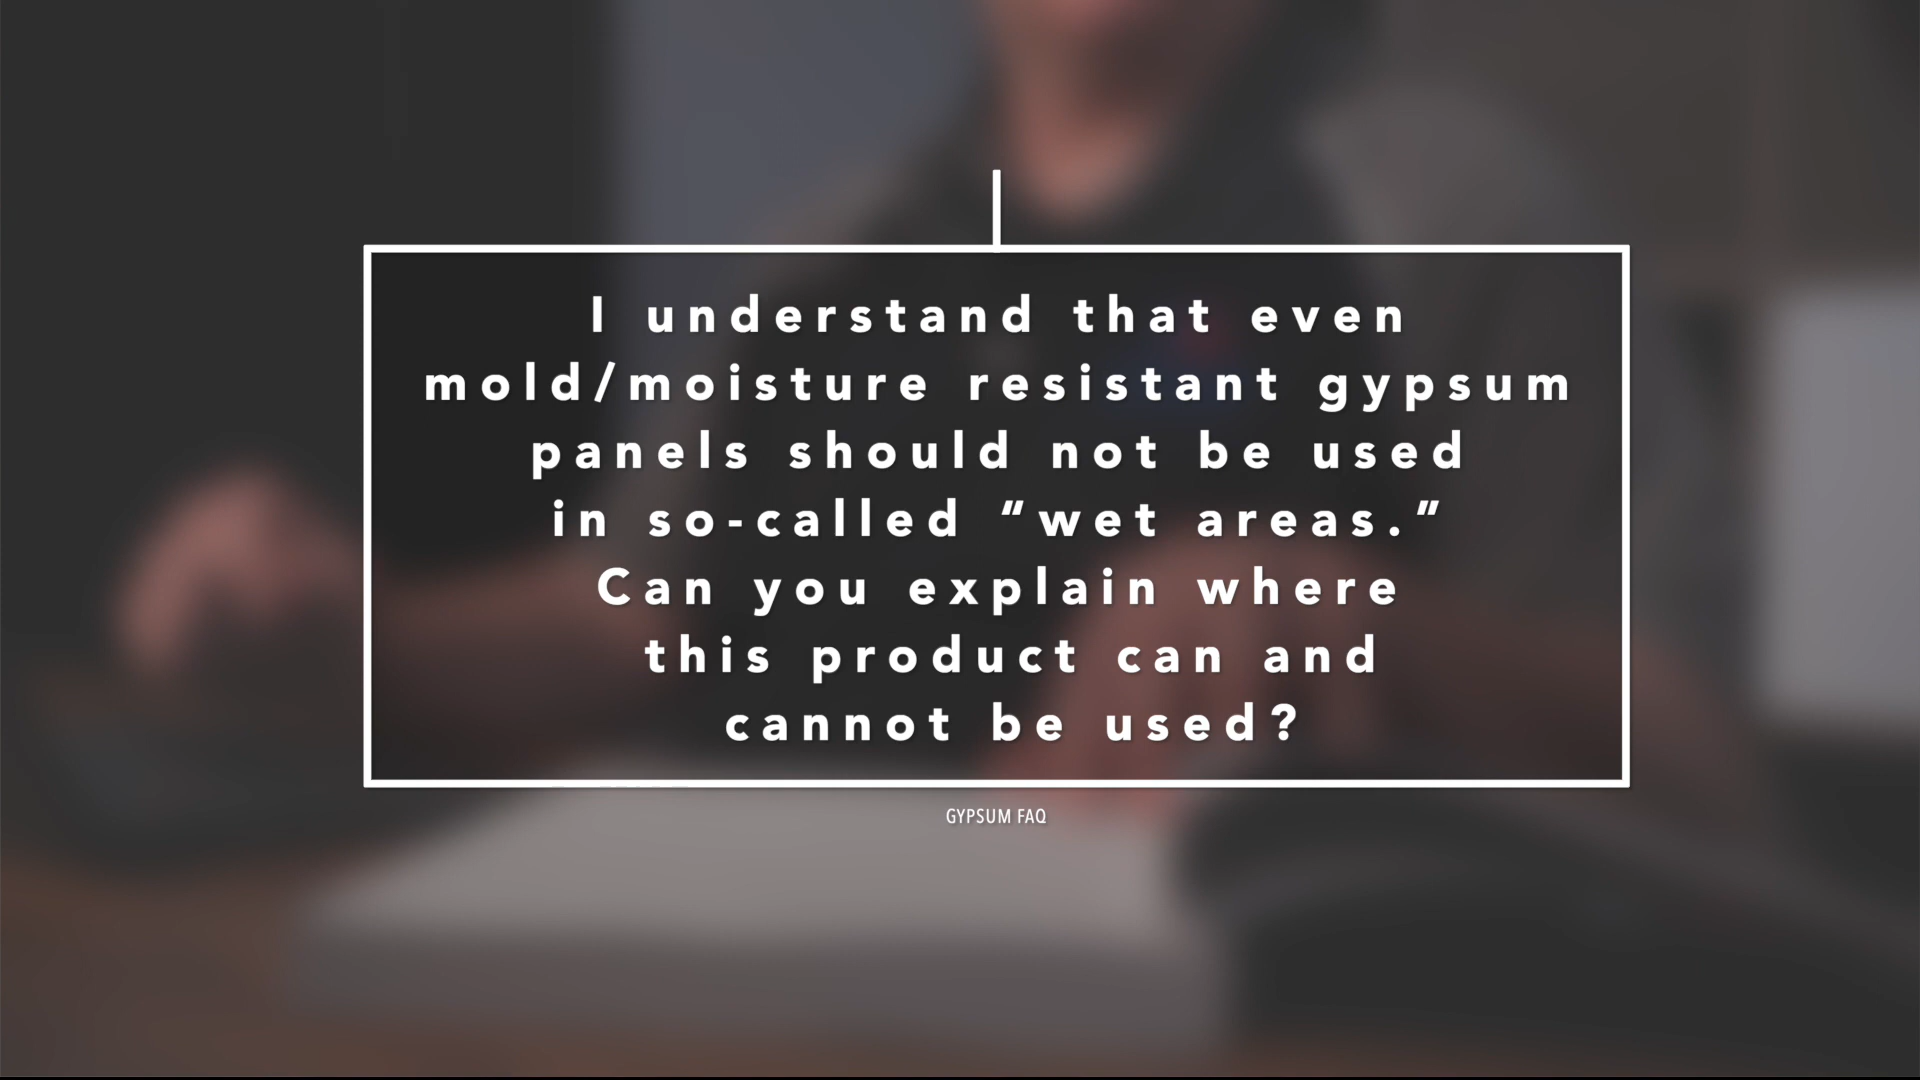 I understand that even
mold/moisture resistant gypsum
panels should not be used
in so-called “wet areas.”
Can you explain where
this product can and
cannot be used?
GYPSUM FAQ